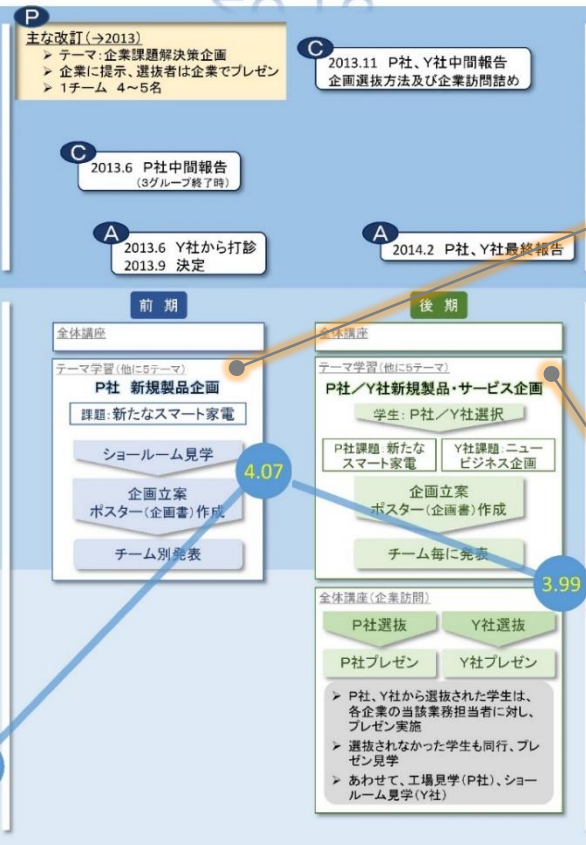 P
主な改訂(→2013)
➢ テーマ:企業課題解決策企画
➢ 企業に提示、選抜者は企業でプレゼン
➢ 1チーム 4~5名
C
2013.11 P社、Y社中間報告
企画選抜方法及び企業訪問詰め
C
2013.6 P社中間報告
(3グループ終了時)
A
2013.6 Y社から打診
2013.9 決定
A
2014.2 P社、Y社最終報告
前 期
全体講座
テーマ学習(他に5テーマ)
P社 新規製品企画
課題:新たなスマート家電
ショールーム見学
4.07
企画立案
ポスター(企画書)作成
チーム別発表
後 期
全体講座
テーマ学習(他に5テーマ)
P社/Y社新規製品・サービス企画
学生:P社/Y社選択
P社課題:新たな
スマート家電
Y社課題:ニュー
ビジネス企画
企画立案
ポスター(企画書)作成
チーム毎に発表
3.99
全体講座(企業訪問)
P社選抜
Y社選抜
P社プレゼン
Y社プレゼン
➢ P社、Y社から選抜された学生は、
各企業の当該業務担当者に対し、
プレゼン実施
➢ 選抜されなかった学生も同行、プレ
ゼン見学
➢ あわせて、工場見学(P社)、ショー
ルーム見学(Y社)